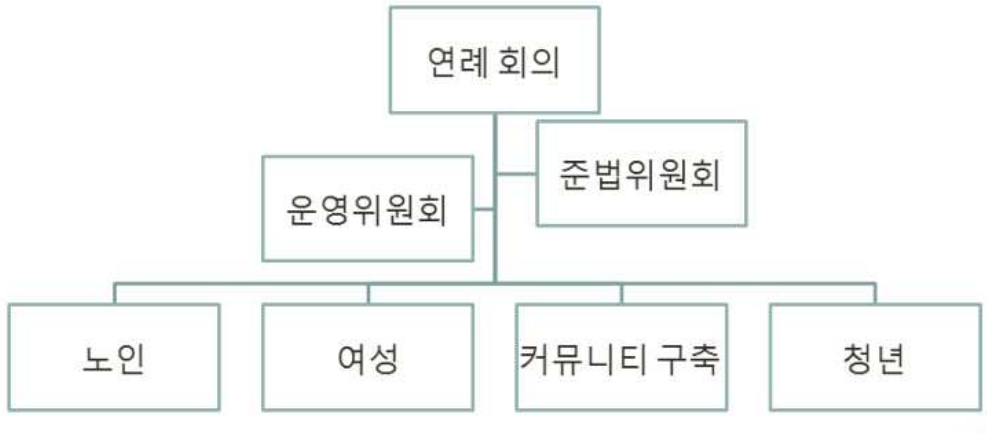 연례 회의
준법위원회
운영위원회
노인
여성
커뮤니티 구축
청년